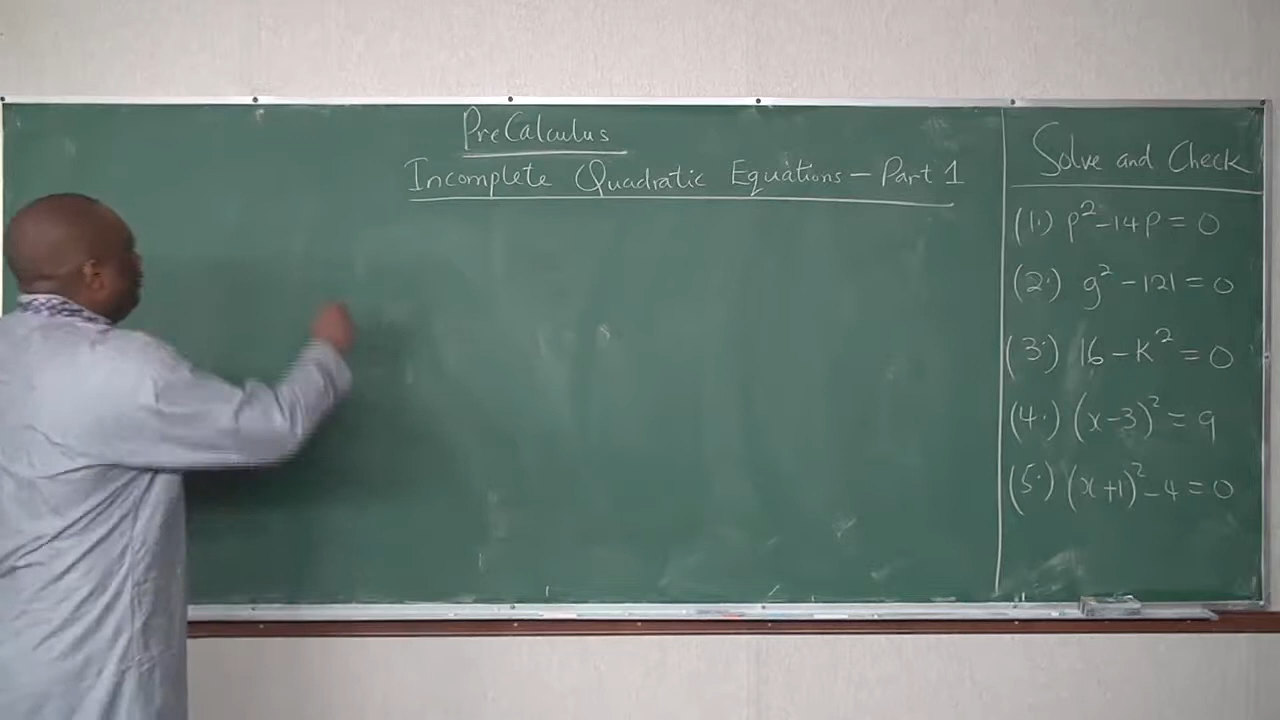 PreCalculus
Incomplete Quadratic Equations - Part 1
Solve and Check
(1.) p² - 14p = 0
(2.) g² - 121 = 0
(3.) 16 - K² = 0
(4.) (x - 3)² = 9
(5.) (x + 1)² - 4 = 0